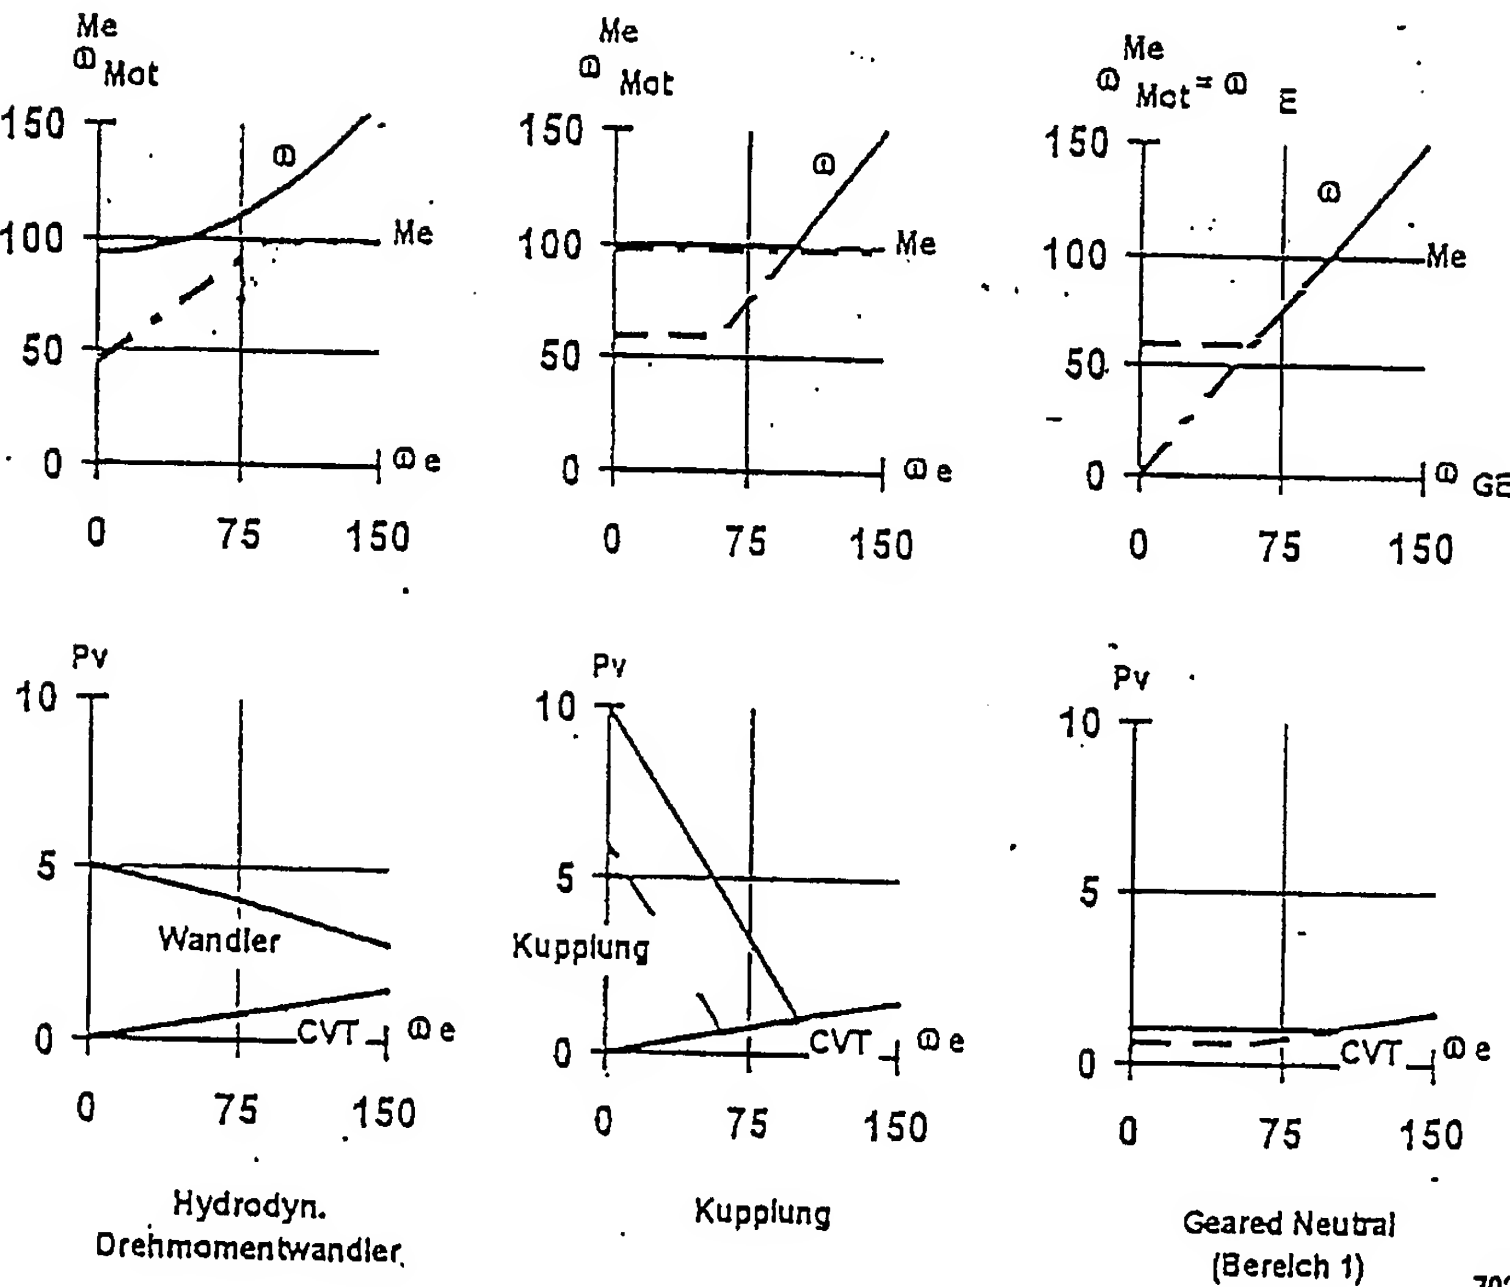 Me
ω Mot
150
ω
100
Me
50
0
ω e
0 75 150
Me
ω Mot
150
ω
100
Me
50
0
ω e
0 75 150
Me
ω Mot = ω E
150
ω
100
Me
50
0
ω GE
0 75 150
Pv
10
5
Wandler
0
CVT
ω e
0 75 150
Hydrodyn.
Drehmomentwandler
Pv
10
5
Kupplung
0
CVT
ω e
0 75 150
Kupplung
Pv
10
5
0
CVT
ω e
0 75 150
Geared Neutral
(Bereich 1)